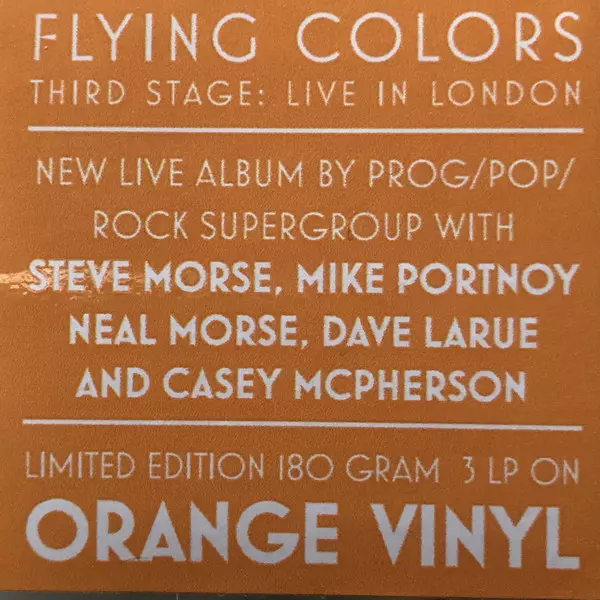 FLYING COLORS
THIRD STAGE: LIVE IN LONDON
NEW LIVE ALBUM BY PROG/POP/
ROCK SUPERGROUP WITH
STEVE MORSE, MIKE PORTNOY
NEAL MORSE, DAVE LARUE
AND CASEY MCPHERSON
LIMITED EDITION 180 GRAM 3 LP ON
ORANGE VINYL